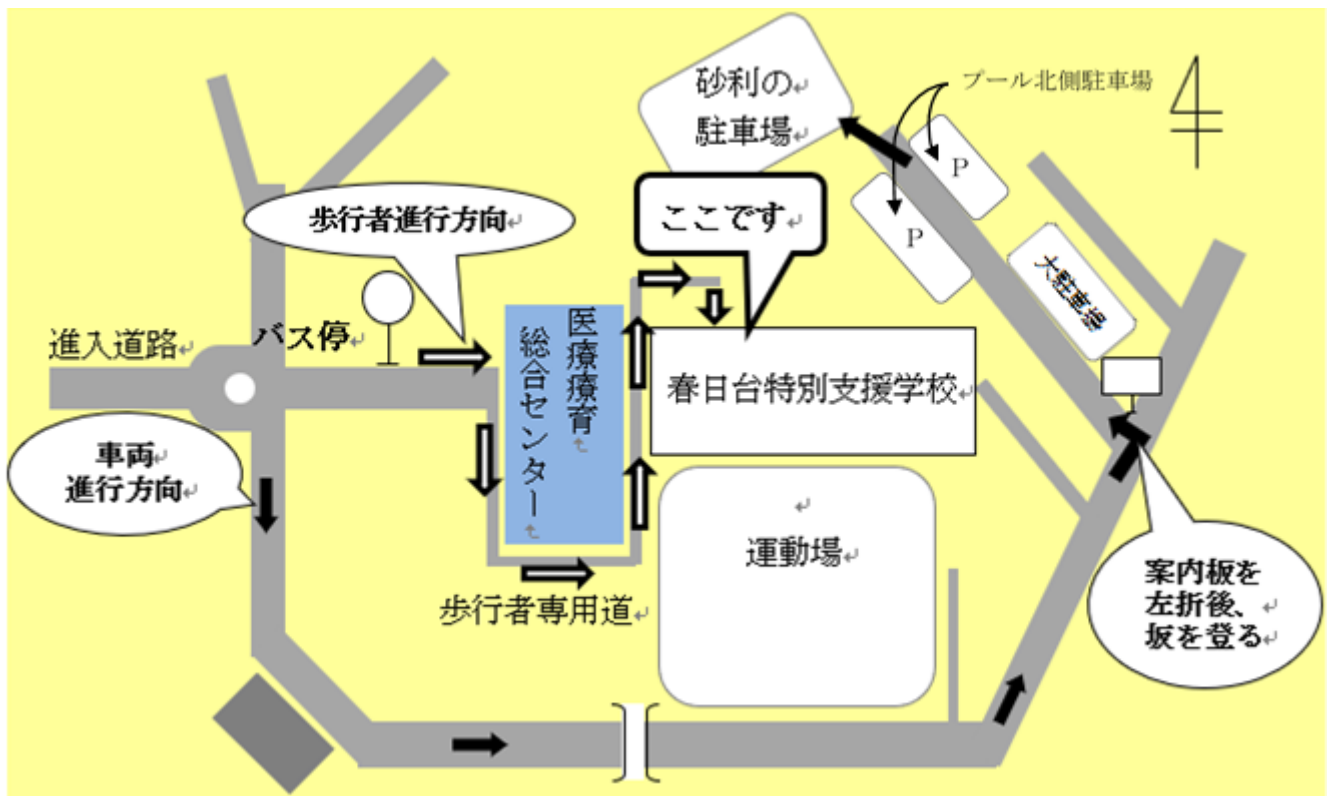 砂利の
駐車場
プール北側駐車場
P
P
歩行者進行方向
ここです
大駐車場
進入道路
バス停
医療療育
総合センター
春日台特別支援学校
車両
進行方向
運動場
案内板を
左折後、
坂を登る
歩行者専用道